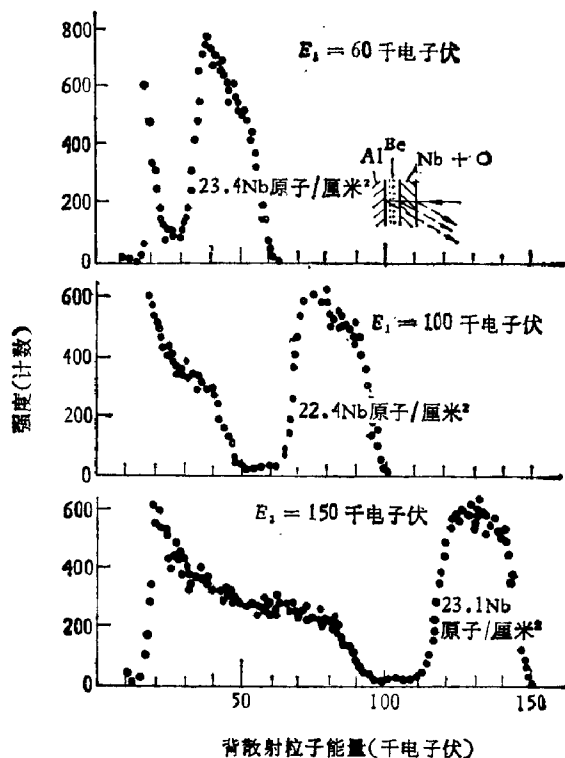 800
600
400
200
0
E₁ = 60 千电子伏
Al Be Nb + O
23.4Nb原子/厘米²
600
400
200
0
E₁ = 100 千电子伏
22.4Nb原子/厘米²
600
400
200
0
E₁ = 150 千电子伏
23.1Nb
原子/厘米²
50 100 150
强度(计数)
背散射粒子能量(千电子伏)